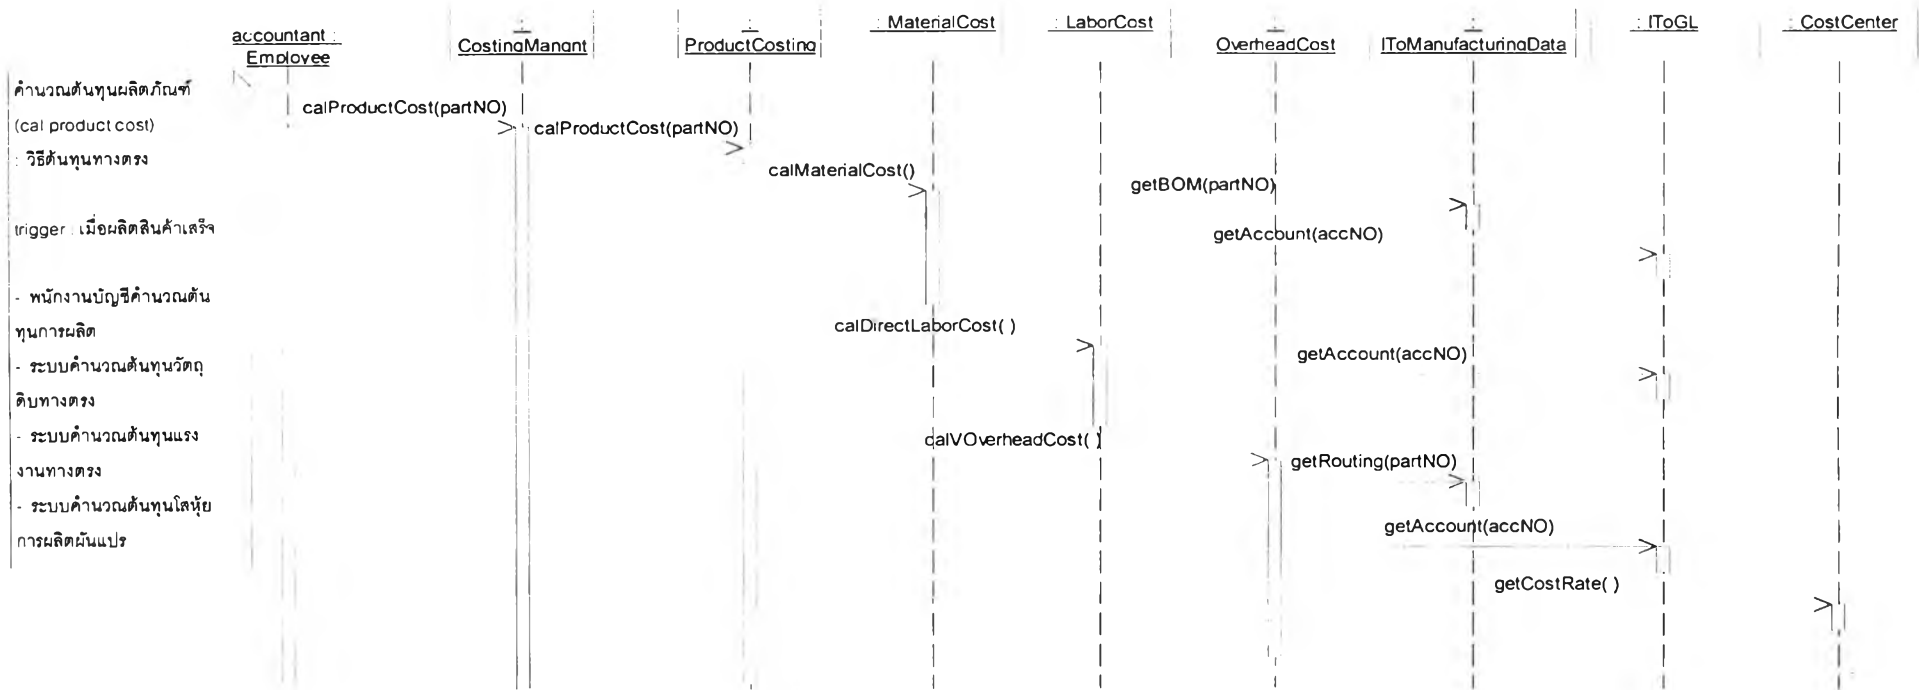 accountant :
Employee
:
CostingMangnt
:
ProductCosting
: MaterialCost
: LaborCost
:
OverheadCost
:
IToManufacturingData
: IToGL
: CostCenter
คำนวณต้นทุนผลิตภัณฑ์
(cal product cost)
: วิธีต้นทุนทางตรง
trigger : เมื่อผลิตสินค้าเสร็จ
- พนักงานบัญชีคำนวณต้น
ทุนการผลิต
- ระบบคำนวณต้นทุนวัตถุ
ดิบทางตรง
- ระบบคำนวณต้นทุนแรง
งานทางตรง
- ระบบคำนวณต้นทุนโสหุ้ย
การผลิตผันแปร
calProductCost(partNO)
calProductCost(partNO)
calMaterialCost()
getBOM(partNO)
getAccount(accNO)
calDirectLaborCost( )
getAccount(accNO)
calVOverheadCost( )
getRouting(partNO)
getAccount(accNO)
getCostRate( )